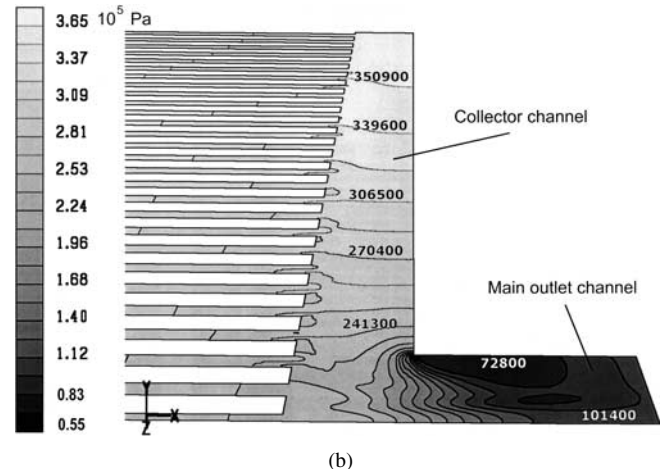 3.65 10⁵ Pa
3.37
3.09
2.81
2.53
2.24
1.96
1.68
1.40
1.12
0.83
0.55
350900
339600
Collector channel
306500
270400
Main outlet channel
241300
72800
101400
Y
X
Z
(b)